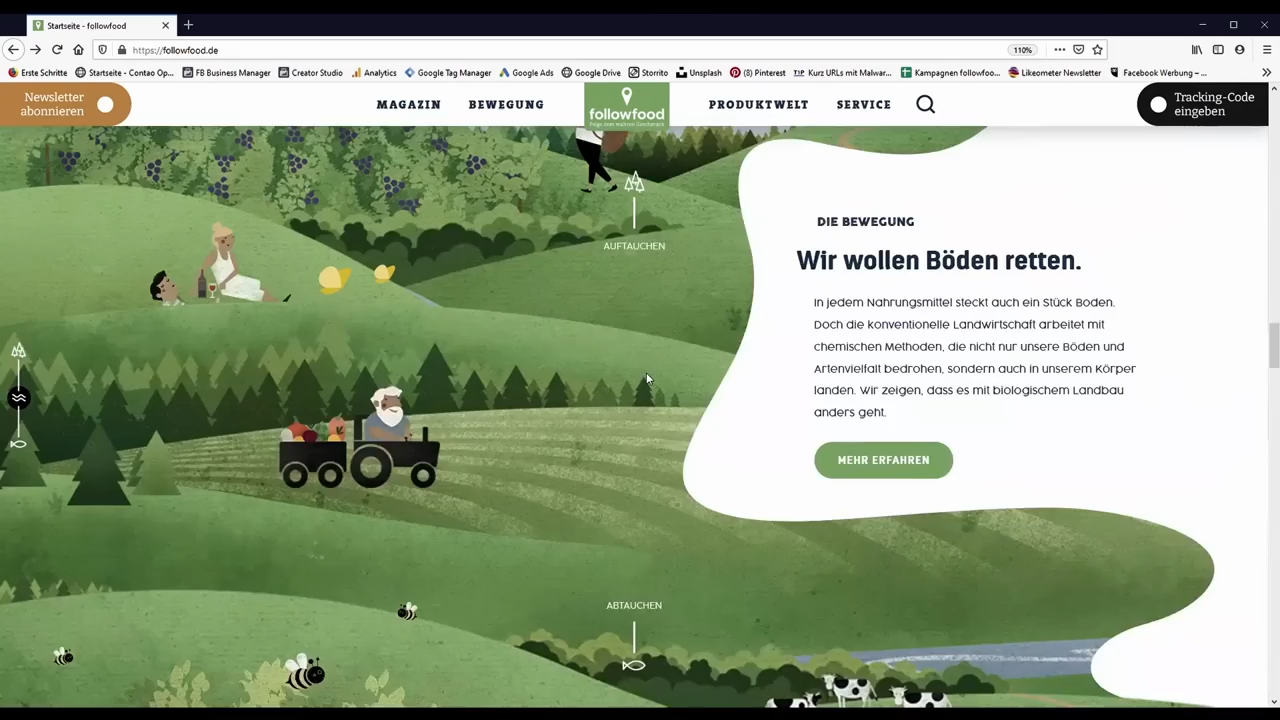 Startseite - followfood
https://followfood.de
110%
Erste Schritte
Startseite - Contao Op...
FB Business Manager
Creator Studio
Analytics
Google Tag Manager
Google Ads
Google Drive
Storrito
Unsplash
(8) Pinterest
Kurz URLs mit Malwar...
Kampagnen followfoo...
Likeometer Newsletter
Facebook Werbung – ...
Newsletter
abonnieren
MAGAZIN
BEWEGUNG
followfood
Folge dem wahren Geschmack
PRODUKTWELT
SERVICE
Tracking-Code
eingeben
AUFTAUCHEN
DIE BEWEGUNG
Wir wollen Böden retten.
In jedem Nahrungsmittel steckt auch ein Stück Boden.
Doch die konventionelle Landwirtschaft arbeitet mit
chemischen Methoden, die nicht nur unsere Böden und
Artenvielfalt bedrohen, sondern auch in unserem Körper
landen. Wir zeigen, dass es mit biologischem Landbau
anders geht.
MEHR ERFAHREN
ABTAUCHEN